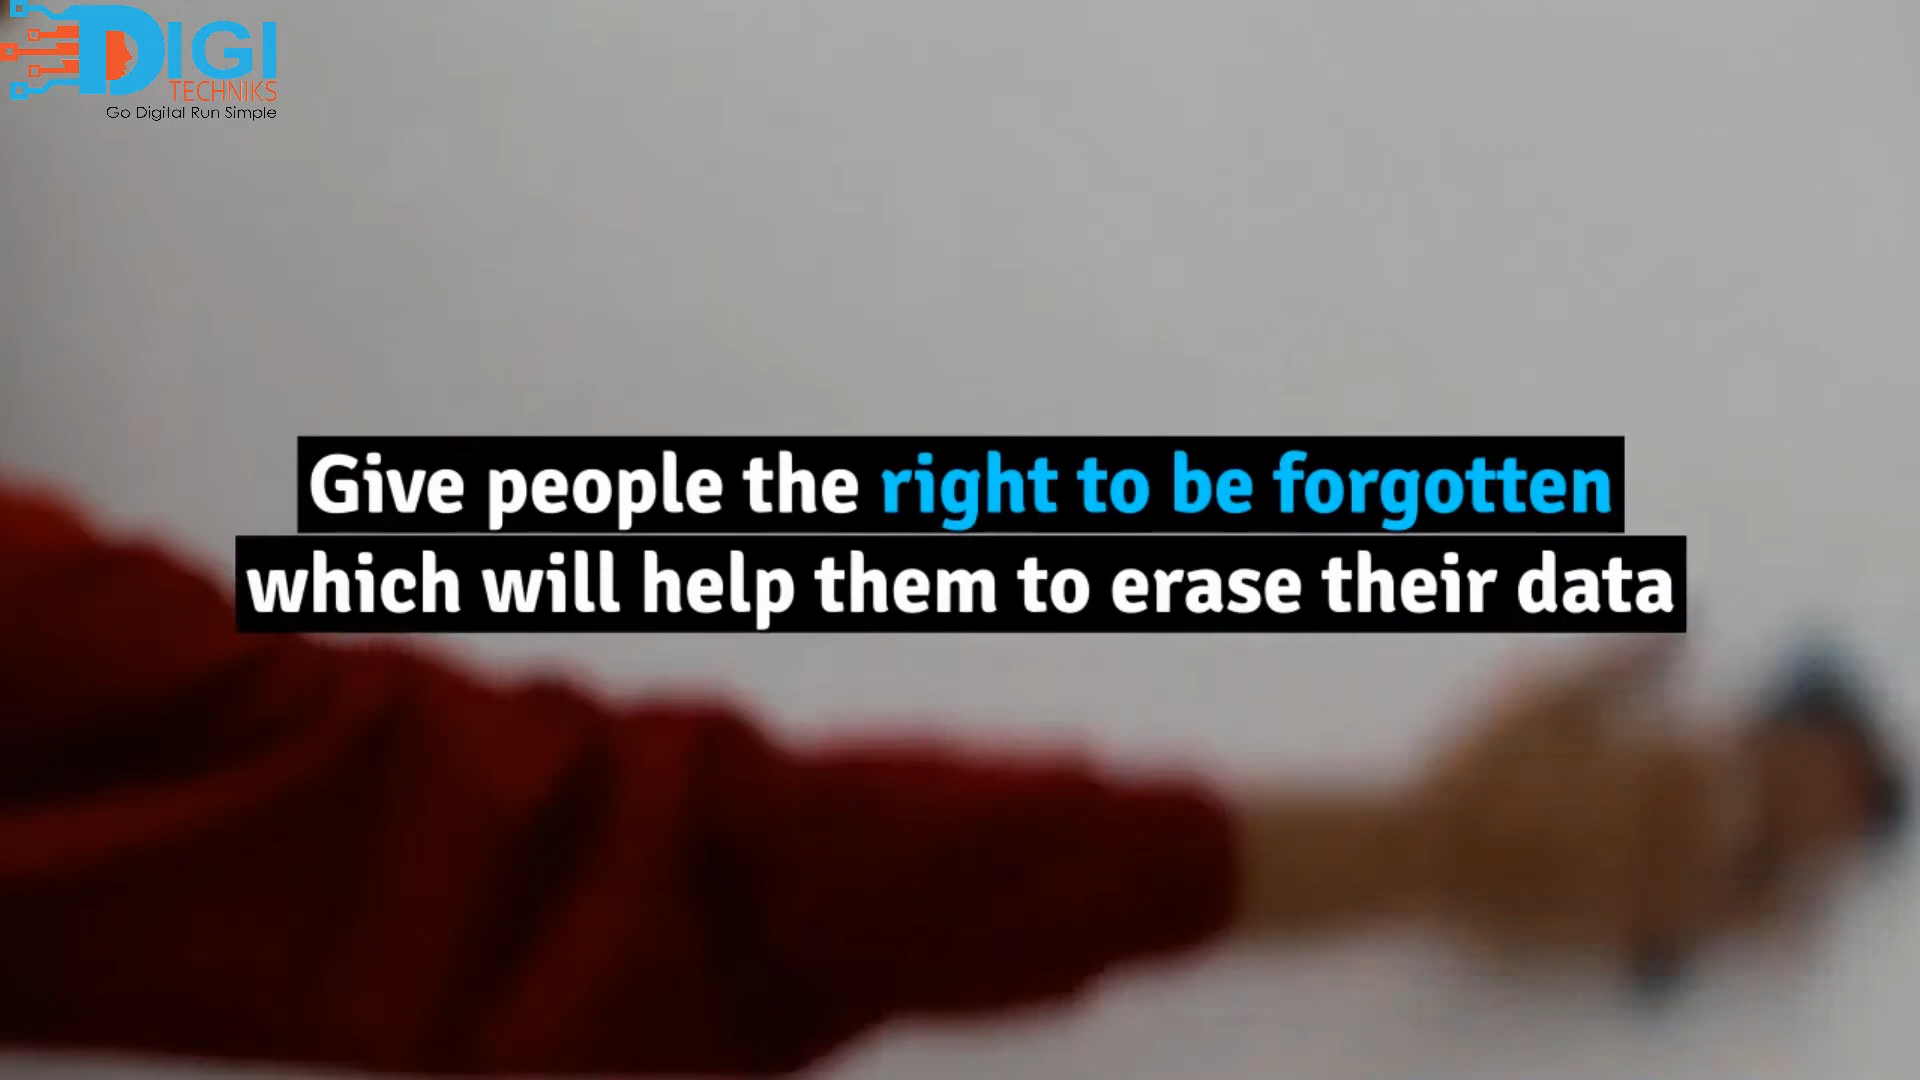 DIGI
TECHNIKS
Go Digital Run Simple
Give people the right to be forgotten
which will help them to erase their data